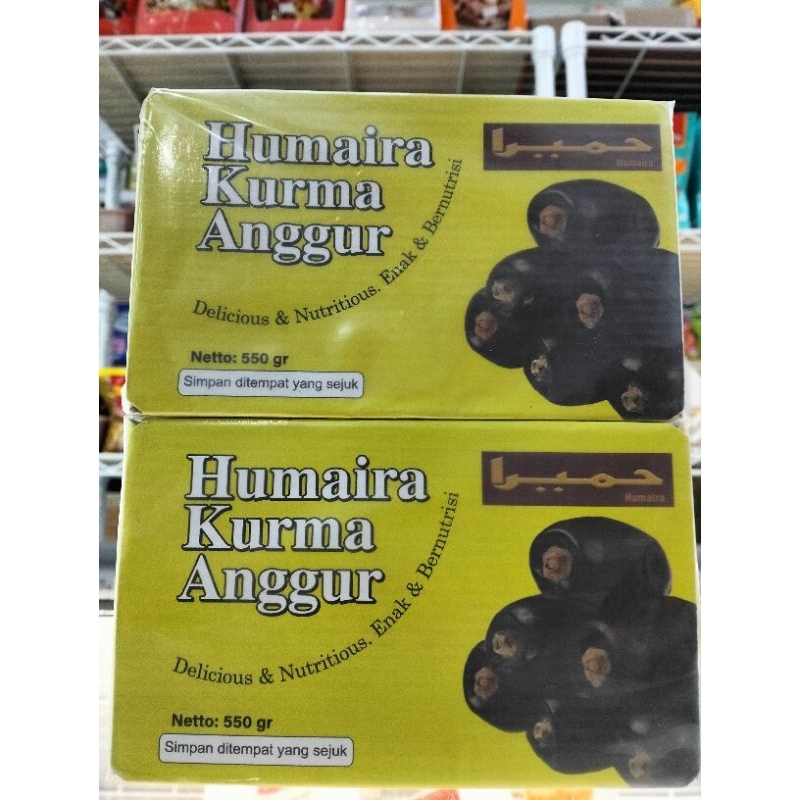 Humaira
Kurma
Anggur
Delicious & Nutritious. Enak & Bernutrisi
Netto: 550 gr
Simpan ditempat yang sejuk
حميرا
Humaira
Humaira
Kurma
Anggur
Delicious & Nutritious. Enak & Bernutrisi
Netto: 550 gr
Simpan ditempat yang sejuk
حميرا
Humaira